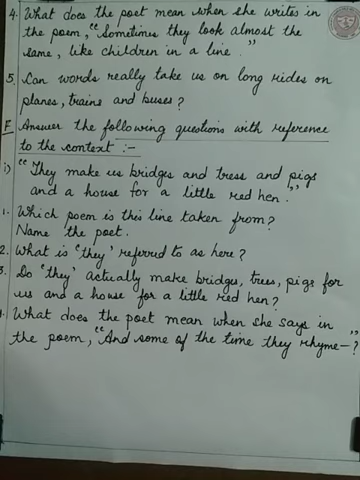 4. What does the poet mean when she writes in
the poem, "Sometimes they look almost the
same, like children in a line.."
5. Can words really take us on long rides on
planes, trains and buses?
F Answer the following questions with reference
to the context :-
i) "They make us bridges and tress and pigs
and a house for a little red hen."
1. Which poem is this line taken from?
Name the poet.
2. What is 'they' referred to as here?
3. Do 'they' actually make bridges, trees, pigs for
us and a house for a little red hen?
4. What does the poet mean when she says in
the poem, "And some of the time they rhyme—"?